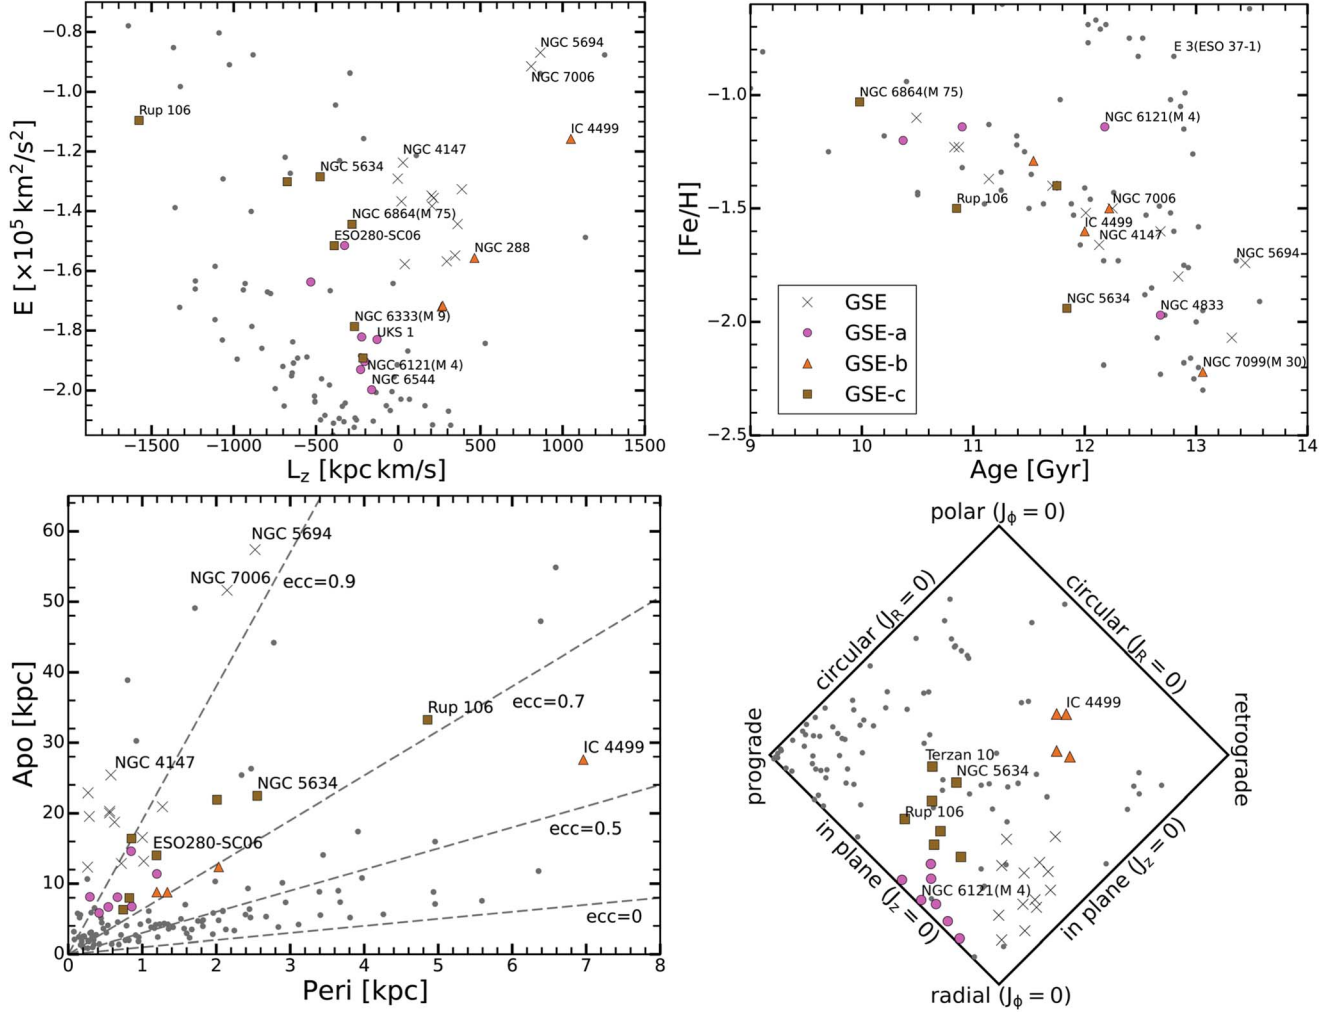 −0.8
−1.0
−1.2
−1.4
−1.6
−1.8
−2.0
E [×10⁵ km²/s²]
NGC 5694
NGC 7006
Rup 106
IC 4499
NGC 4147
NGC 5634
NGC 6864(M 75)
ESO280-SC06
NGC 288
NGC 6333(M 9)
UKS 1
NGC 6121(M 4)
NGC 6544
−1500 −1000 −500 0 500 1000 1500
L_z [kpc km/s]
−1.0
−1.5
−2.0
−2.5
[Fe/H]
E 3(ESO 37-1)
NGC 6864(M 75)
NGC 6121(M 4)
Rup 106
NGC 7006
IC 4499
NGC 4147
NGC 5694
NGC 5634
NGC 4833
NGC 7099(M 30)
GSE
GSE-a
GSE-b
GSE-c
9 10 11 12 13 14
Age [Gyr]
60
50
40
30
20
10
0
Apo [kpc]
NGC 5694
NGC 7006
ecc=0.9
Rup 106
ecc=0.7
IC 4499
NGC 4147
NGC 5634
ecc=0.5
ESO280-SC06
ecc=0
0 1 2 3 4 5 6 7 8
Peri [kpc]
polar (J_ϕ = 0)
circular (J_R = 0)
circular (J_R = 0)
prograde
retrograde
IC 4499
Terzan 10
NGC 5634
Rup 106
NGC 6121(M 4)
in plane (J_z = 0)
in plane (J_z = 0)
radial (J_ϕ = 0)